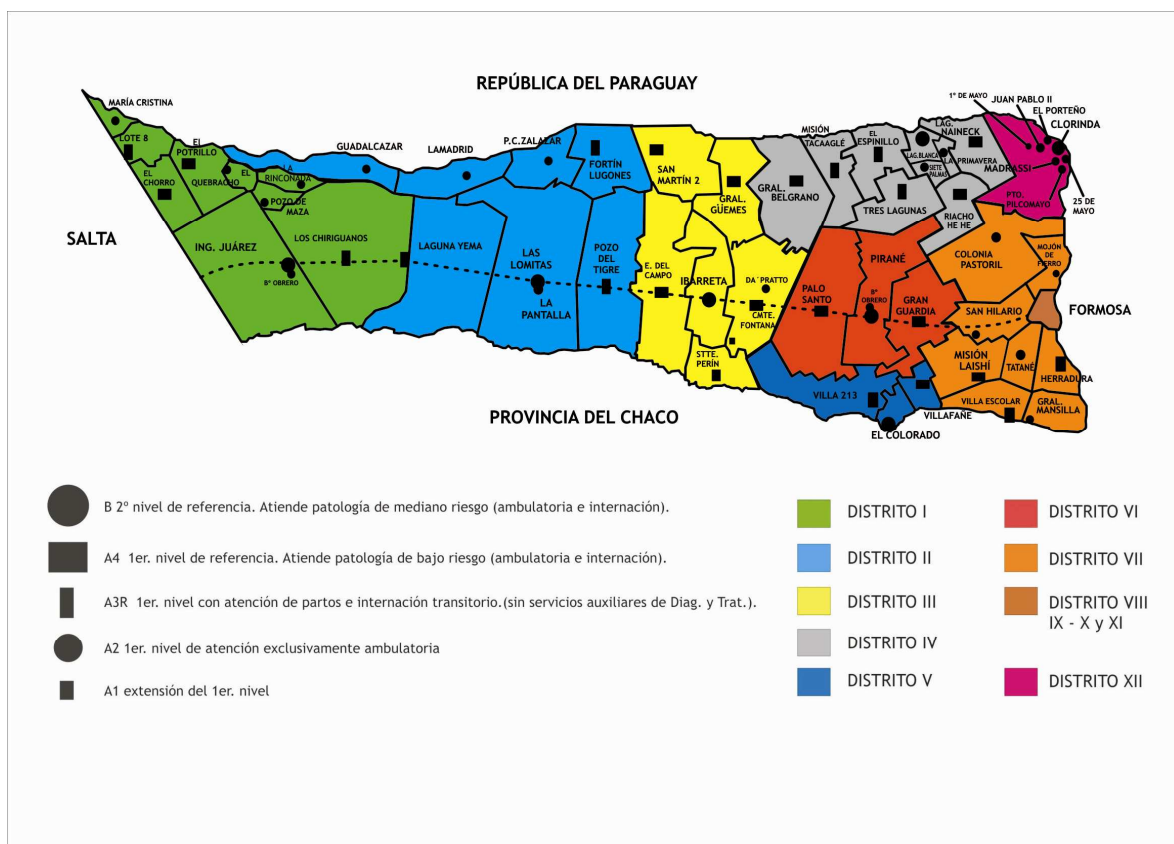 REPÚBLICA DEL PARAGUAY
MARÍA CRISTINA
LOTE 8
EL
POTRILLO
EL
CHORRO
QUEBRACHO
EL
LA
RINCONADA
POZO DE
MAZA
GUADALCAZAR
LAMADRID
P.C.ZALAZAR
FORTÍN
LUGONES
SAN
MARTÍN 2
GRAL.
GÜEMES
GRAL.
BELGRANO
MISIÓN
TACAAGLÉ
EL
ESPINILLO
LAG.
NAINECK
LAG.BLANCA
SIETE
PALMAS
LA
PRIMAVERA
TRES LAGUNAS
RIACHO
HE HE
1º DE MAYO
JUAN PABLO II
EL PORTEÑO
CLORINDA
MADRASSI
PTO.
PILCOMAYO
25 DE
MAYO
SALTA
ING. JUÁREZ
Bº OBRERO
LOS CHIRIGUANOS
LAGUNA YEMA
LAS
LOMITAS
LA
PANTALLA
POZO
DEL
TIGRE
E. DEL
CAMPO
IBARRETA
DA´PRATTO
CMTE.
FONTANA
STTE.
PERÍN
PALO
SANTO
PIRANÉ
Bº
OBRERO
GRAN
GUARDIA
COLONIA
PASTORIL
MOJÓN
DE
FIERRO
SAN HILARIO
FORMOSA
MISIÓN
LAISHÍ
TATANÉ
HERRADURA
VILLA ESCOLAR
GRAL.
MANSILLA
VILLA 213
VILLAFAÑE
EL COLORADO
PROVINCIA DEL CHACO
B 2º nivel de referencia. Atiende patología de mediano riesgo (ambulatoria e internación).
A4 1er. nivel de referencia. Atiende patología de bajo riesgo (ambulatoria e internación).
A3R 1er. nivel con atención de partos e internación transitorio.(sin servicios auxiliares de Diag. y Trat.).
A2 1er. nivel de atención exclusivamente ambulatoria
A1 extensión del 1er. nivel
DISTRITO I
DISTRITO II
DISTRITO III
DISTRITO IV
DISTRITO V
DISTRITO VI
DISTRITO VII
DISTRITO VIII
IX - X y XI
DISTRITO XII